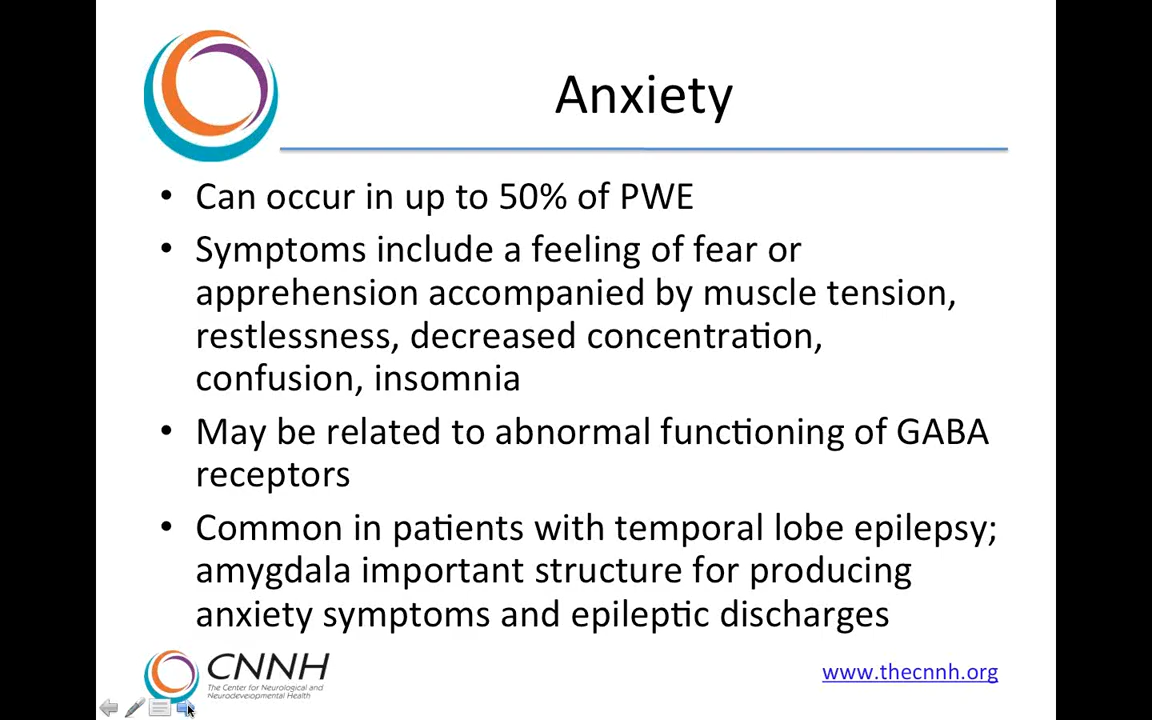 Anxiety
• Can occur in up to 50% of PWE
• Symptoms include a feeling of fear or
apprehension accompanied by muscle tension,
restlessness, decreased concentration,
confusion, insomnia
• May be related to abnormal functioning of GABA
receptors
• Common in patients with temporal lobe epilepsy;
amygdala important structure for producing
anxiety symptoms and epileptic discharges
CNNH
The Center for Neurological and
Neurodevelopmental Health
www.thecnnh.org